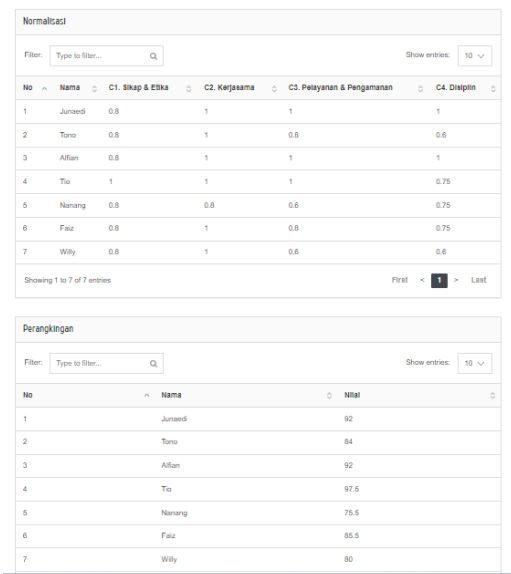 Normalisasi
Filter: Type to filter... Show entries: 10
No Nama C1. Sikap & Etika C2. Kerjasama C3. Pelayanan & Pengamanan C4. Disiplin
1 Junaedi 0.8 1 1 1
2 Tono 0.8 1 0.8 0.6
3 Alfian 0.8 1 1 1
4 Tio 1 1 1 0.75
5 Nanang 0.8 0.8 0.6 0.75
6 Faiz 0.8 1 0.8 0.75
7 Willy 0.8 1 0.6 0.6
Showing 1 to 7 of 7 entries First < 1 > Last
Perangkingan
Filter: Type to filter... Show entries: 10
No Nama Nilai
1 Junaedi 92
2 Tono 84
3 Alfian 92
4 Tio 97.5
5 Nanang 75.5
6 Faiz 85.5
7 Willy 80